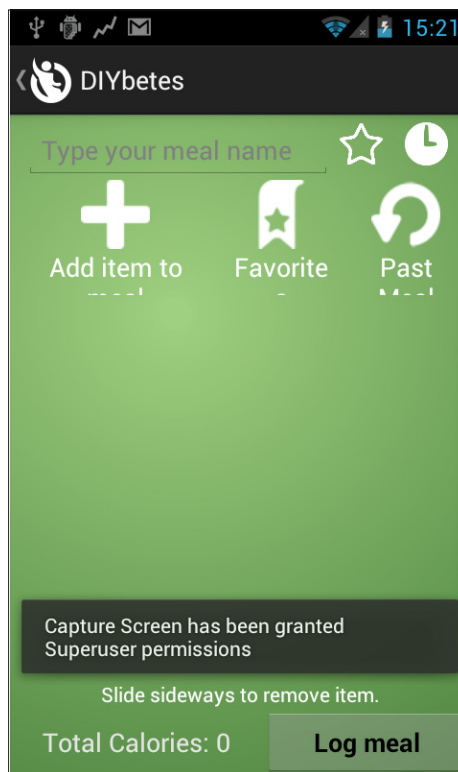 15:21
DIYbetes
Type your meal name
Add item to
Favorite
Past
Capture Screen has been granted
Superuser permissions
Slide sideways to remove item.
Total Calories: 0
Log meal